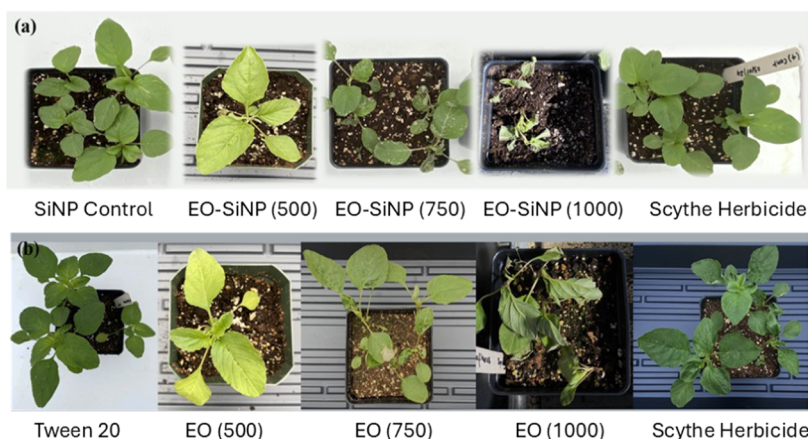 (a)
SiNP Control EO-SiNP (500) EO-SiNP (750) EO-SiNP (1000) Scythe Herbicide
(b)
Tween 20 EO (500) EO (750) EO (1000) Scythe Herbicide